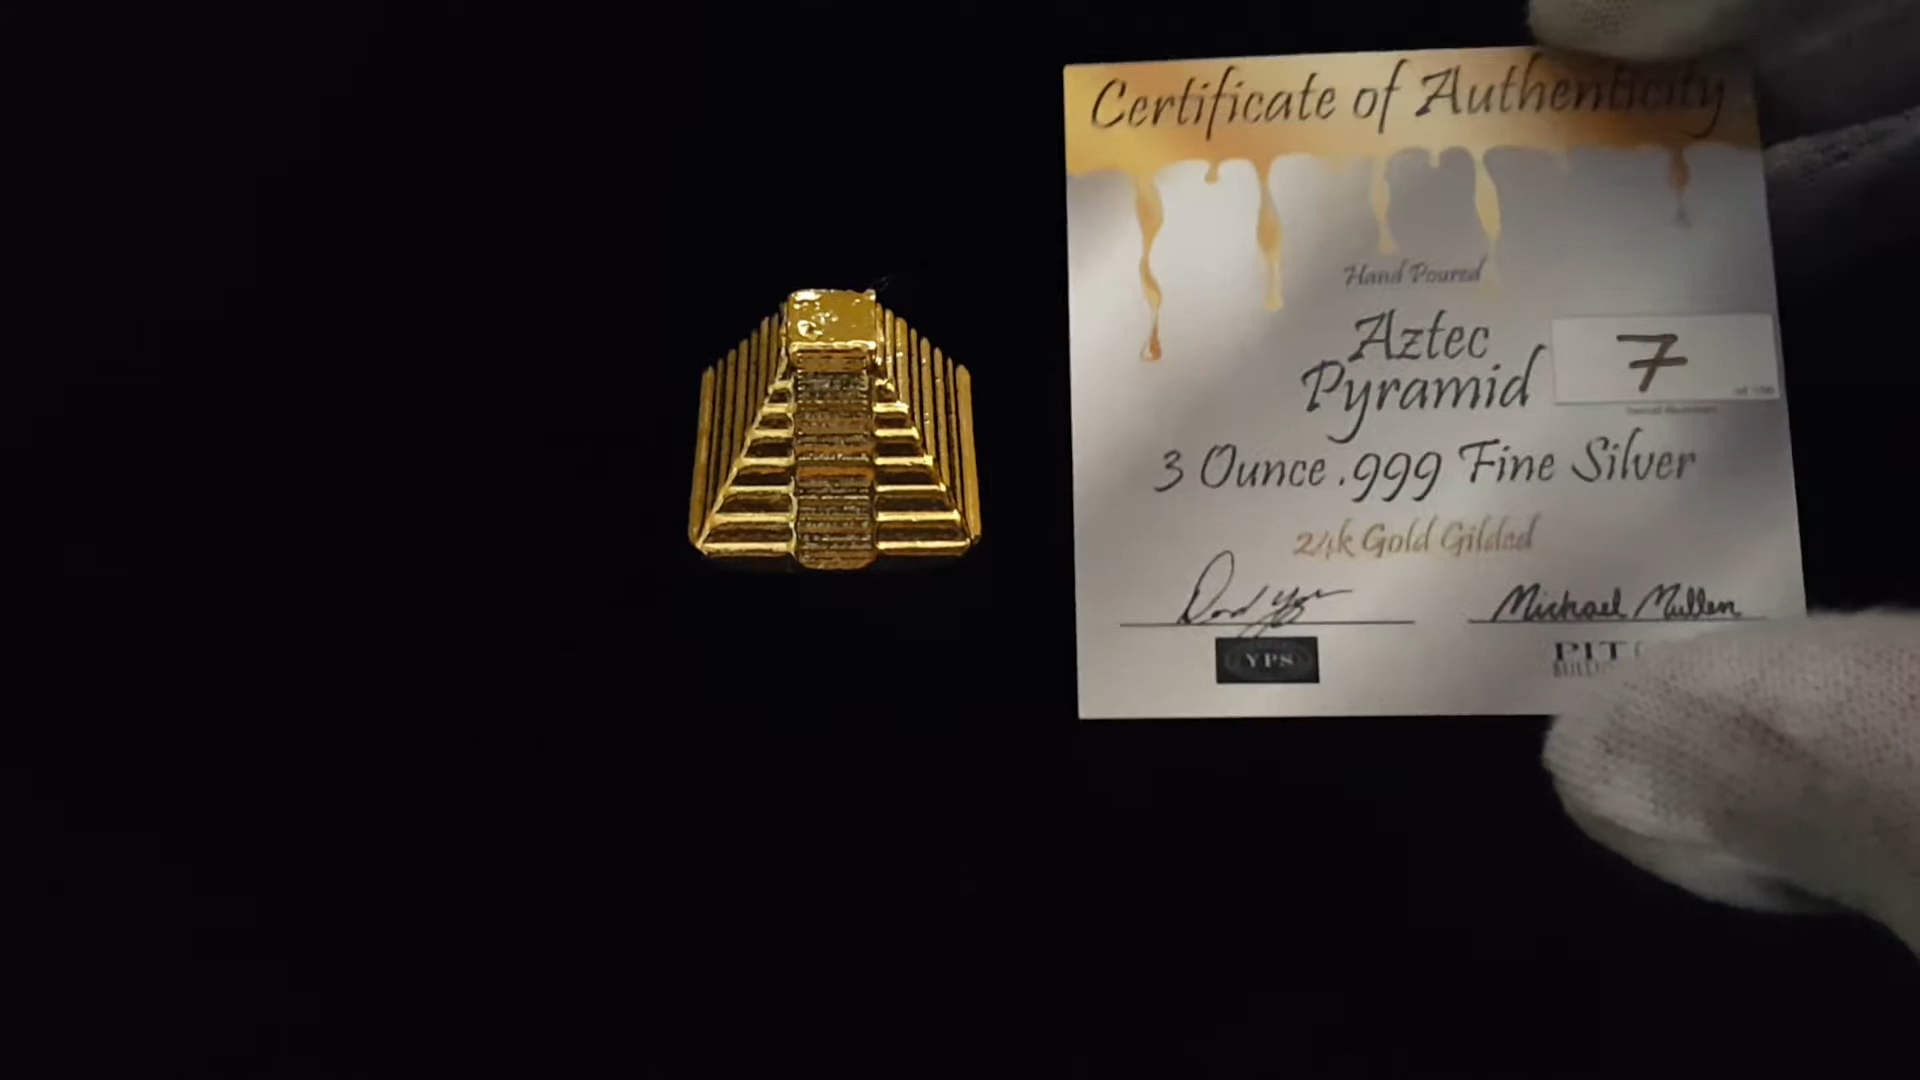 Certificate of Authenticity
Hand Poured
Aztec
Pyramid
7
3 Ounce .999 Fine Silver
24k Gold Gilded
Michael Mullen
YPS
PIT